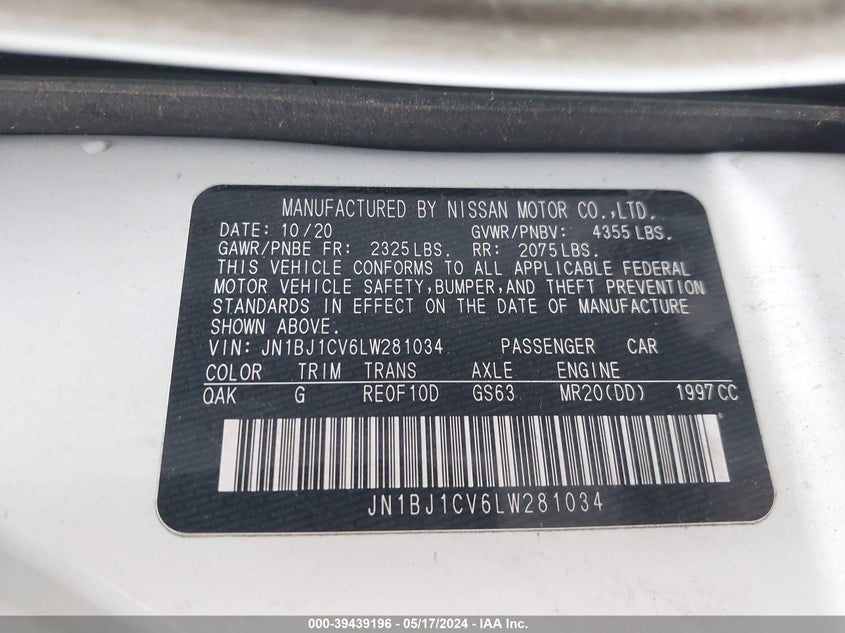 MANUFACTURED BY NISSAN MOTOR CO.,LTD.
DATE: 10/20 GVWR/PNBV: 4355 LBS.
GAWR/PNBE FR: 2325 LBS. RR: 2075 LBS.
THIS VEHICLE CONFORMS TO ALL APPLICABLE FEDERAL
MOTOR VEHICLE SAFETY,BUMPER,AND THEFT PREVENTION
STANDARDS IN EFFECT ON THE DATE OF MANUFACTURE
SHOWN ABOVE.
VIN: JN1BJ1CV6LW281034 PASSENGER CAR
COLOR TRIM TRANS AXLE ENGINE
QAK G RE0F10D GS63 MR20(DD) 1997CC
JN1BJ1CV6LW281034
000-39439196 - 05/17/2024 - IAA Inc.